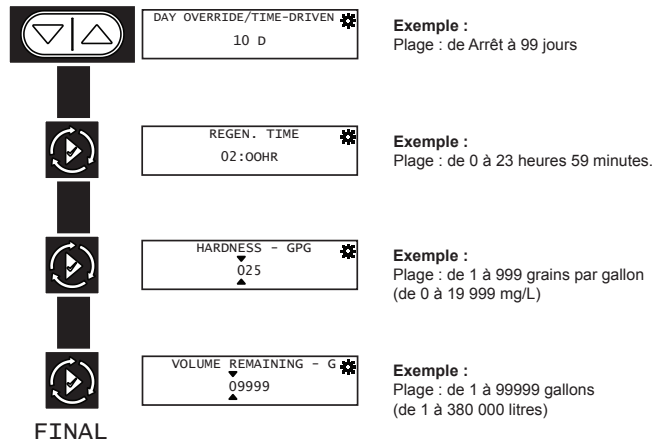 DAY OVERRIDE/TIME-DRIVEN
10 D
Exemple :
Plage : de Arrêt à 99 jours
REGEN. TIME
02:00HR
Exemple :
Plage : de 0 à 23 heures 59 minutes.
HARDNESS - GPG
025
Exemple :
Plage : de 1 à 999 grains par gallon
(de 0 à 19 999 mg/L)
VOLUME REMAINING - G
09999
Exemple :
Plage : de 1 à 99999 gallons
(de 1 à 380 000 litres)
FINAL